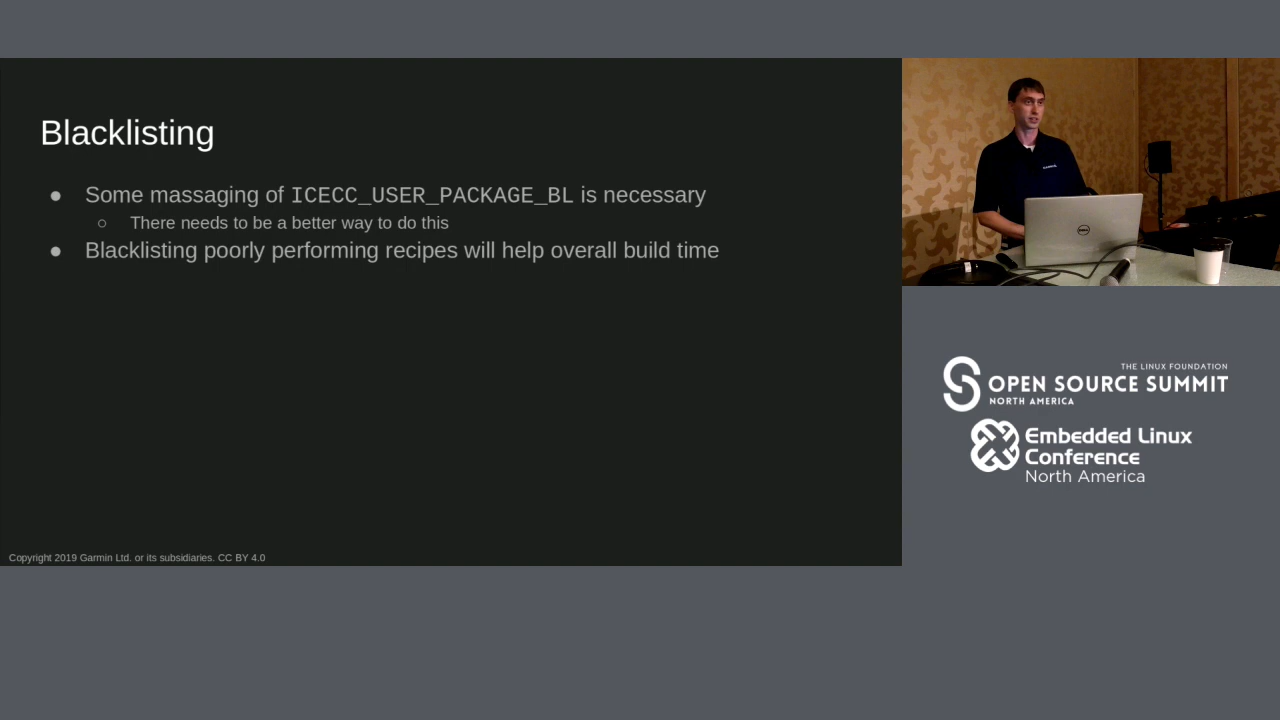 Blacklisting
● Some massaging of ICECC_USER_PACKAGE_BL is necessary
○ There needs to be a better way to do this
● Blacklisting poorly performing recipes will help overall build time
Copyright 2019 Garmin Ltd. or its subsidiaries. CC BY 4.0
THE LINUX FOUNDATION
OPEN SOURCE SUMMIT
NORTH AMERICA
Embedded Linux
Conference
North America